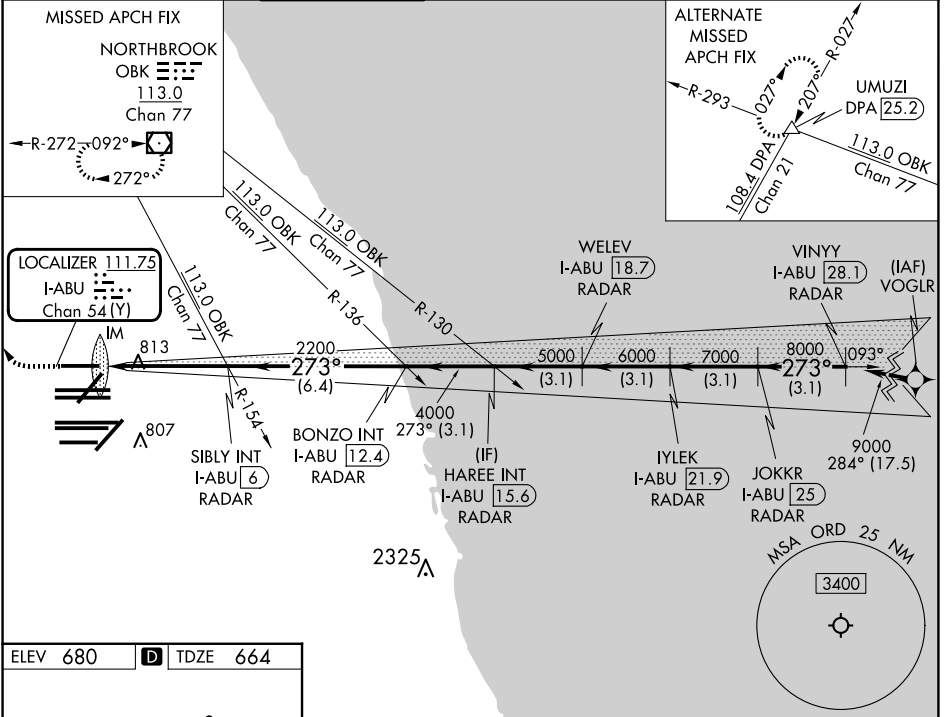 MISSED APCH FIX
NORTHBROOK
OBK
113.0
Chan 77
R-272
092°
272°
ALTERNATE
MISSED
APCH FIX
R-027
027°
207°
R-293
UMUZI
DPA 25.2
113.0 OBK
Chan 77
108.4 DPA
Chan 21
113.0 OBK
Chan 77
113.0 OBK
Chan 77
113.0 OBK
Chan 77
R-136
R-130
R-154
LOCALIZER 111.75
I-ABU
Chan 54 (Y)
IM
813
807
WELEV
I-ABU 18.7
RADAR
VINYY
I-ABU 28.1
RADAR
(IAF)
VOGLR
2200
273°
(6.4)
4000
273° (3.1)
5000
(3.1)
6000
(3.1)
7000
(3.1)
8000
273°
(3.1)
093°
9000
284° (17.5)
SIBLY INT
I-ABU 6
RADAR
BONZO INT
I-ABU 12.4
RADAR
(IF)
HAREE INT
I-ABU 15.6
RADAR
IYLEK
I-ABU 21.9
RADAR
JOKKR
I-ABU 25
RADAR
2325
MSA ORD 25 NM
3400
ELEV 680 D TDZE 664